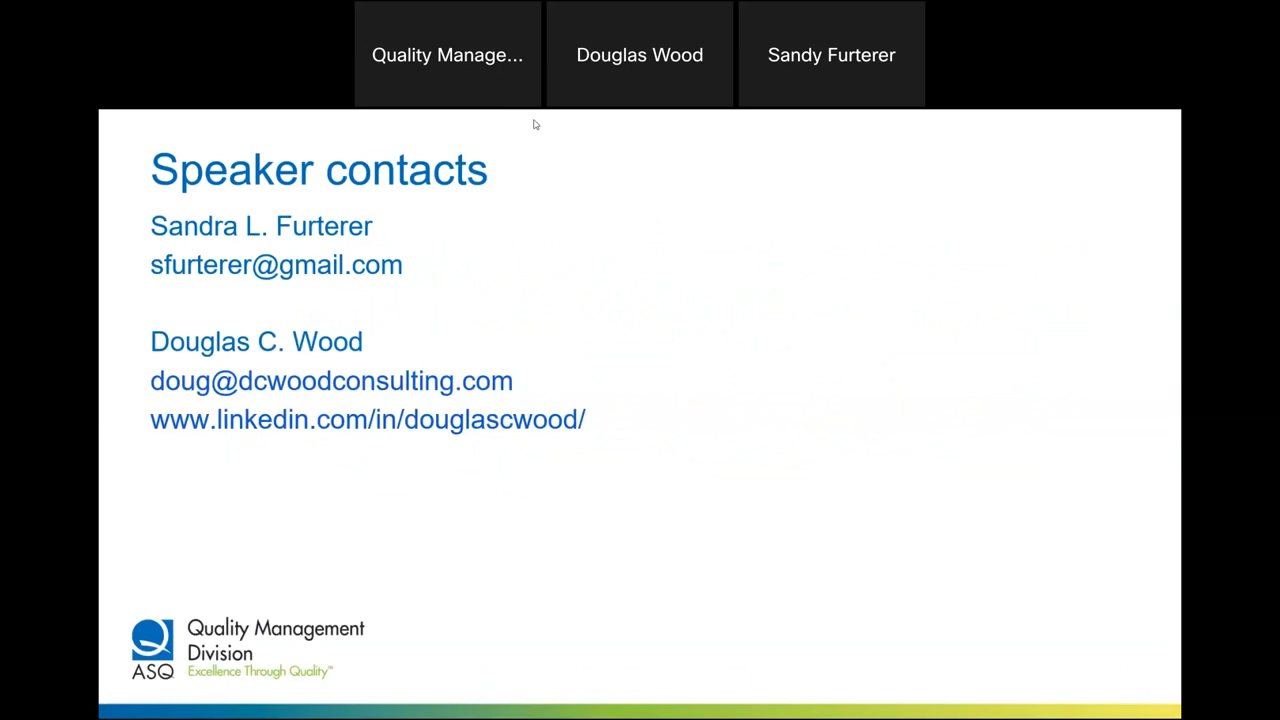 Quality Manage...
Douglas Wood
Sandy Furterer
Speaker contacts
Sandra L. Furterer
sfurterer@gmail.com
Douglas C. Wood
doug@dcwoodconsulting.com
www.linkedin.com/in/douglascwood/
Quality Management
Division
ASQ
Excellence Through Quality™